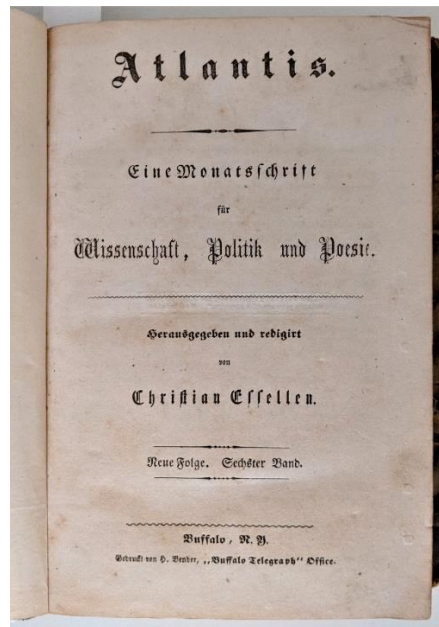 Atlantis.
Eine Monatsschrift
für
Wissenschaft, Politik und Poesie.
Herausgegeben und redigirt
von
Christian Essellen.
Neue Folge. Sechster Band.
Buffalo, N. Y.
Gedruckt von H. Bender, „Buffalo Telegraph“ Office.